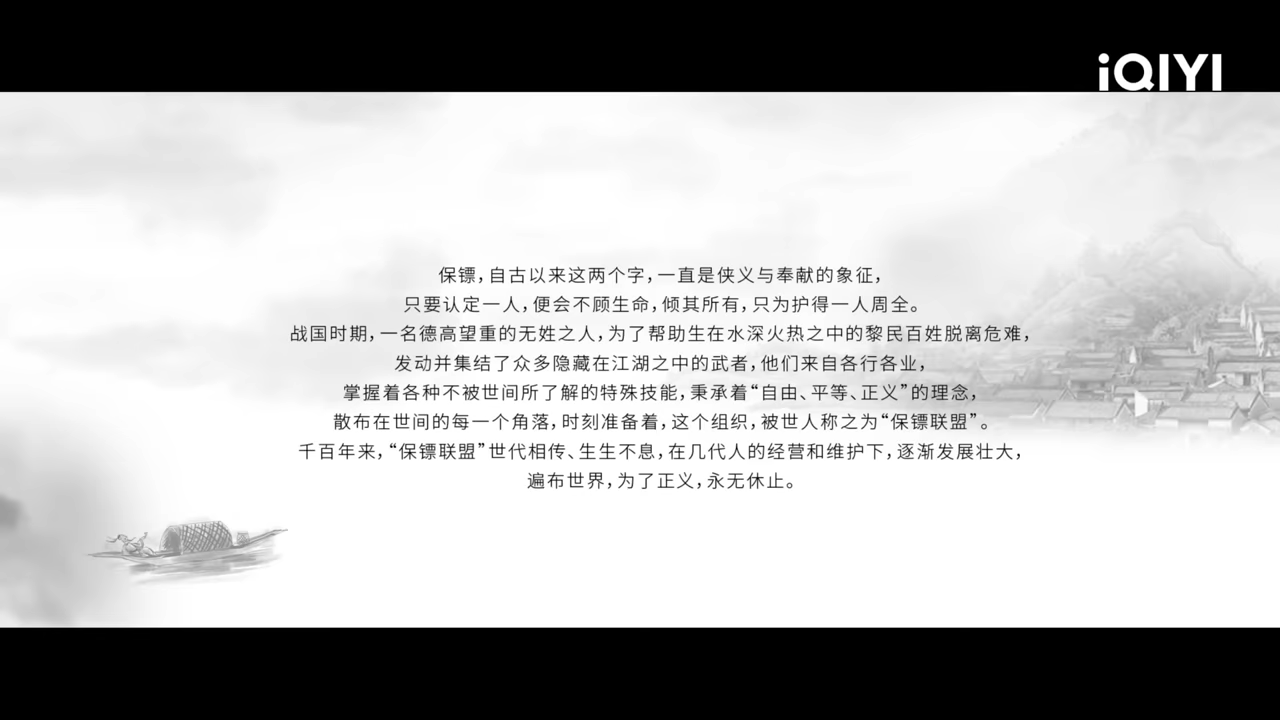 iQIYI
保镖，自古以来这两个字，一直是侠义与奉献的象征，
只要认定一人，便会不顾生命，倾其所有，只为护得一人周全。
战国时期，一名德高望重的无姓之人，为了帮助生在水深火热之中的黎民百姓脱离危难，
发动并集结了众多隐藏在江湖之中的武者，他们来自各行各业，
掌握着各种不被世间所了解的特殊技能，秉承着“自由、平等、正义”的理念，
散布在世间的每一个角落，时刻准备着，这个组织，被世人称之为“保镖联盟”。
千百年来，“保镖联盟”世代相传、生生不息，在几代人的经营和维护下，逐渐发展壮大，
遍布世界，为了正义，永无休止。